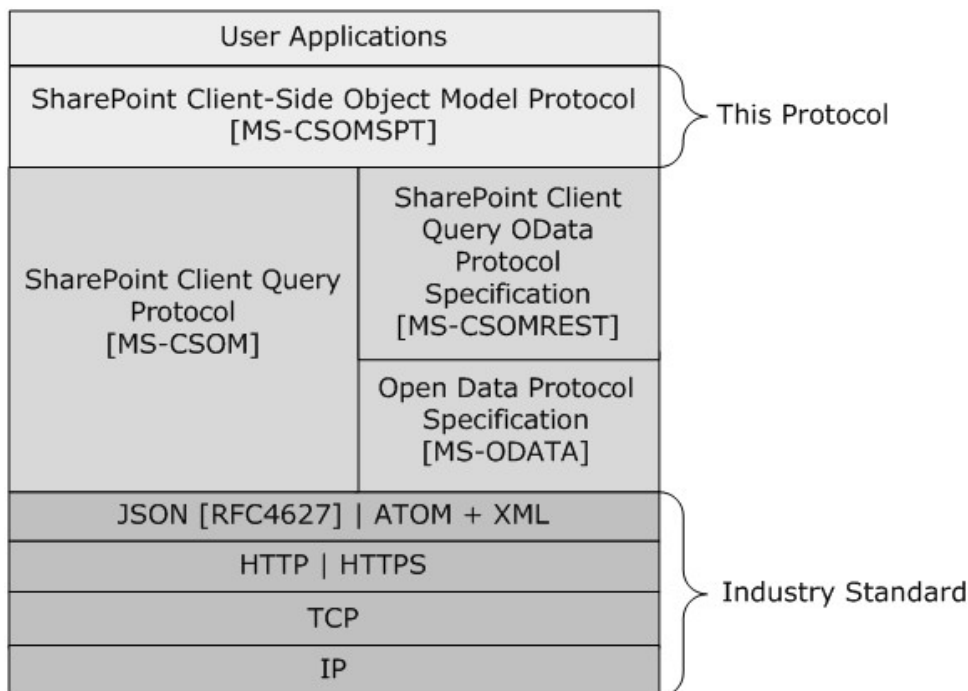 User Applications
SharePoint Client-Side Object Model Protocol
[MS-CSOMSPT]
This Protocol
SharePoint Client Query
Protocol
[MS-CSOM]
SharePoint Client
Query OData
Protocol
Specification
[MS-CSOMREST]
Open Data Protocol
Specification
[MS-ODATA]
JSON [RFC4627] | ATOM + XML
HTTP | HTTPS
TCP
IP
Industry Standard